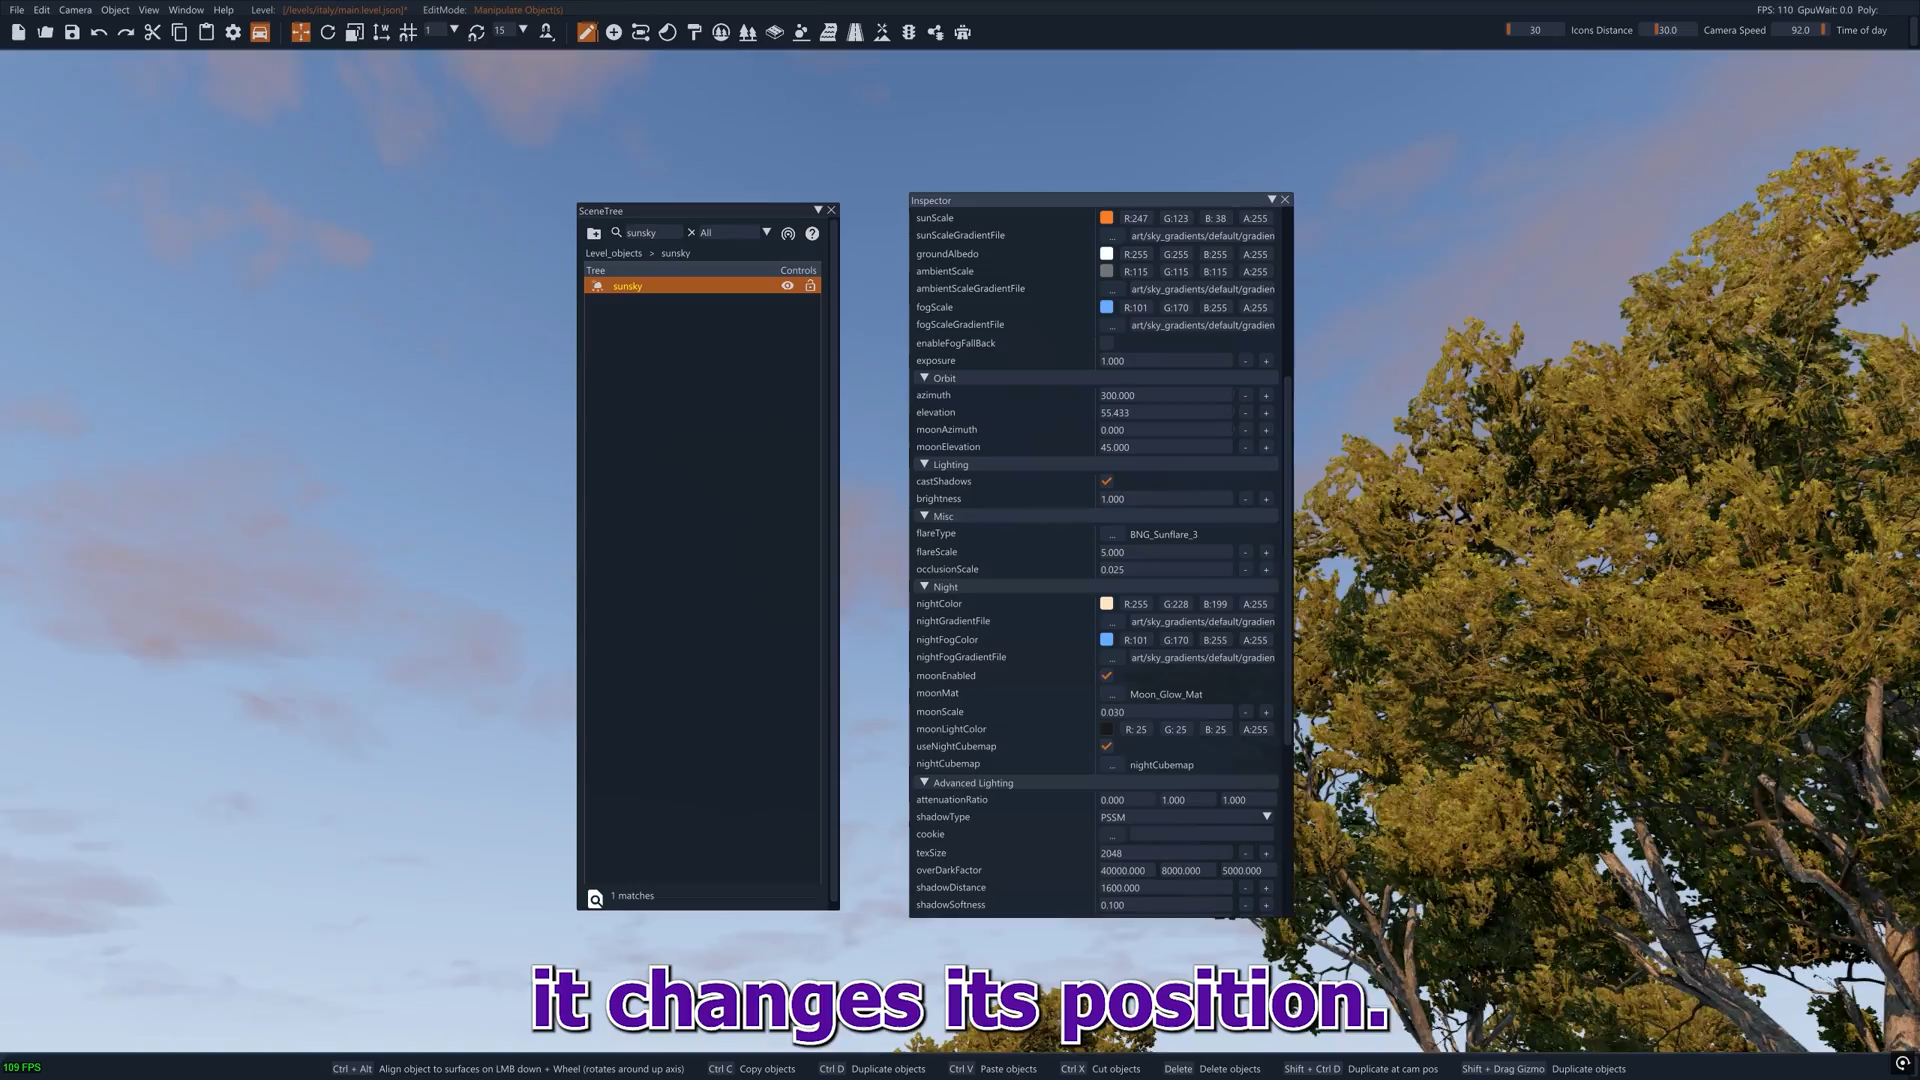 File Edit Camera Object View Window Help Level: [/levels/italy/main.level.json]* EditMode: Manipulate Object(s) FPS: 110 GpuWait: 0.0 Poly:
1 15 30 Icons Distance 30.0 Camera Speed 92.0 Time of day
SceneTree
sunsky All
Level_objects > sunsky
Tree Controls
sunsky
1 matches
Inspector
sunScale R:247 G:123 B: 38 A:255
sunScaleGradientFile ... art/sky_gradients/default/gradien
groundAlbedo R:255 G:255 B:255 A:255
ambientScale R:115 G:115 B:115 A:255
ambientScaleGradientFile ... art/sky_gradients/default/gradien
fogScale R:101 G:170 B:255 A:255
fogScaleGradientFile ... art/sky_gradients/default/gradien
enableFogFallBack
exposure 1.000 - +
Orbit
azimuth 300.000 - +
elevation 55.433 - +
moonAzimuth 0.000 - +
moonElevation 45.000 - +
Lighting
castShadows
brightness 1.000 - +
Misc
flareType ... BNG_Sunflare_3
flareScale 5.000 - +
occlusionScale 0.025 - +
Night
nightColor R:255 G:228 B:199 A:255
nightGradientFile ... art/sky_gradients/default/gradien
nightFogColor R:101 G:170 B:255 A:255
nightFogGradientFile ... art/sky_gradients/default/gradien
moonEnabled
moonMat ... Moon_Glow_Mat
moonScale 0.030 - +
moonLightColor R: 25 G: 25 B: 25 A:255
useNightCubemap
nightCubemap ... nightCubemap
Advanced Lighting
attenuationRatio 0.000 1.000 1.000
shadowType PSSM
cookie ...
texSize 2048 - +
overDarkFactor 40000.000 8000.000 5000.000
shadowDistance 1600.000 - +
shadowSoftness 0.100 - +
it changes its position.
109 FPS Ctrl + Alt Align object to surfaces on LMB down + Wheel (rotates around up axis) Ctrl C Copy objects Ctrl D Duplicate objects Ctrl V Paste objects Ctrl X Cut objects Delete Delete objects Shift + Ctrl D Duplicate at cam pos Shift + Drag Gizmo Duplicate objects